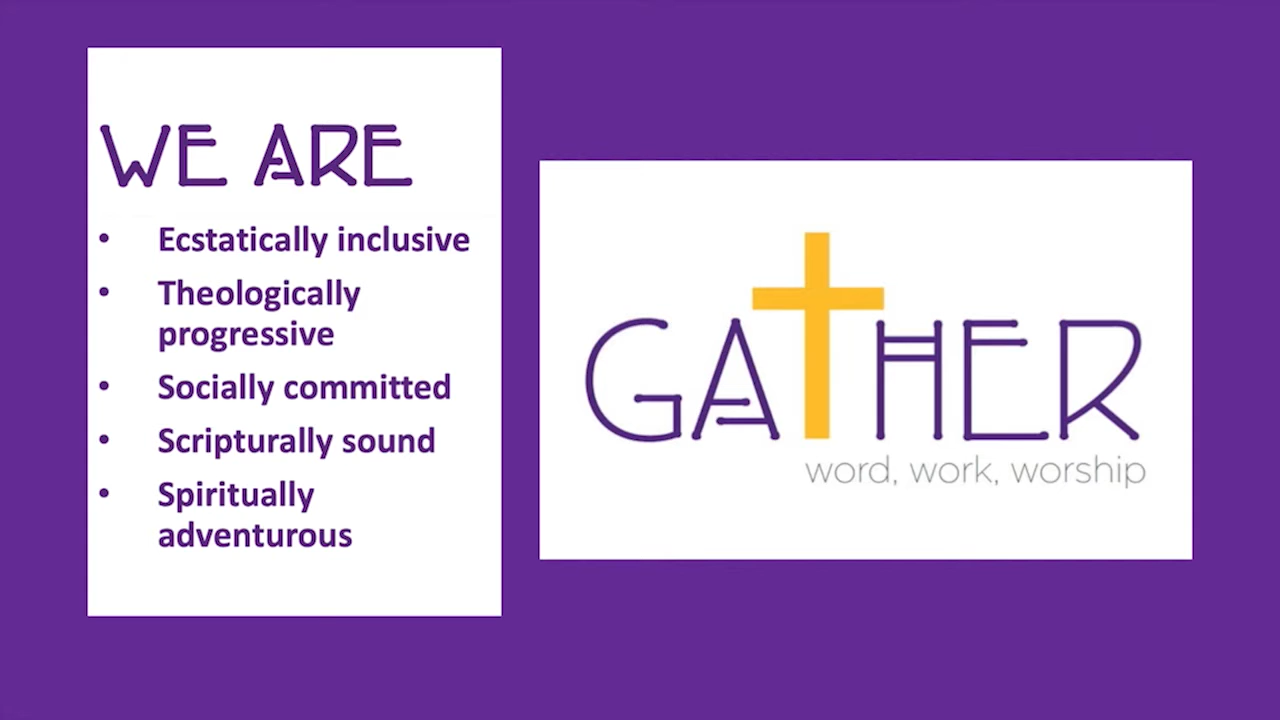 WE ARE
• Ecstatically inclusive
• Theologically
progressive
• Socially committed
• Scripturally sound
• Spiritually
adventurous
GATHER
word, work, worship